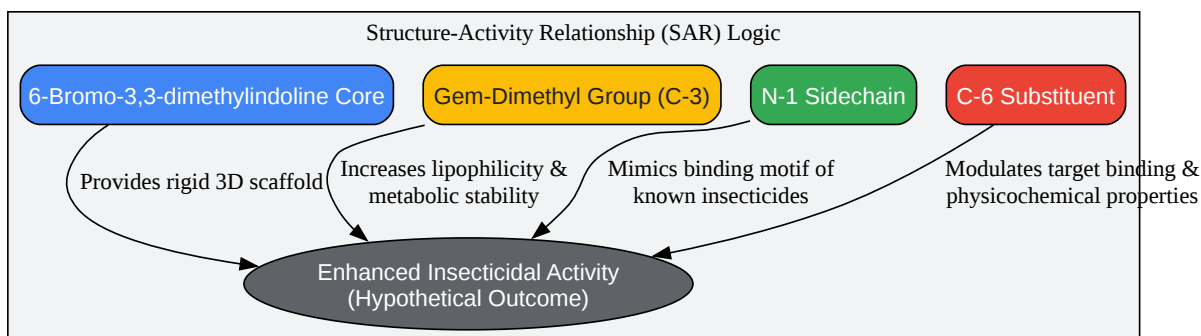 Structure-Activity Relationship (SAR) Logic
6-Bromo-3,3-dimethylindoline Core
Gem-Dimethyl Group (C-3)
N-1 Sidechain
C-6 Substituent
Provides rigid 3D scaffold
Increases lipophilicity &
metabolic stability
Mimics binding motif of
known insecticides
Modulates target binding &
physicochemical properties
Enhanced Insecticidal Activity
(Hypothetical Outcome)